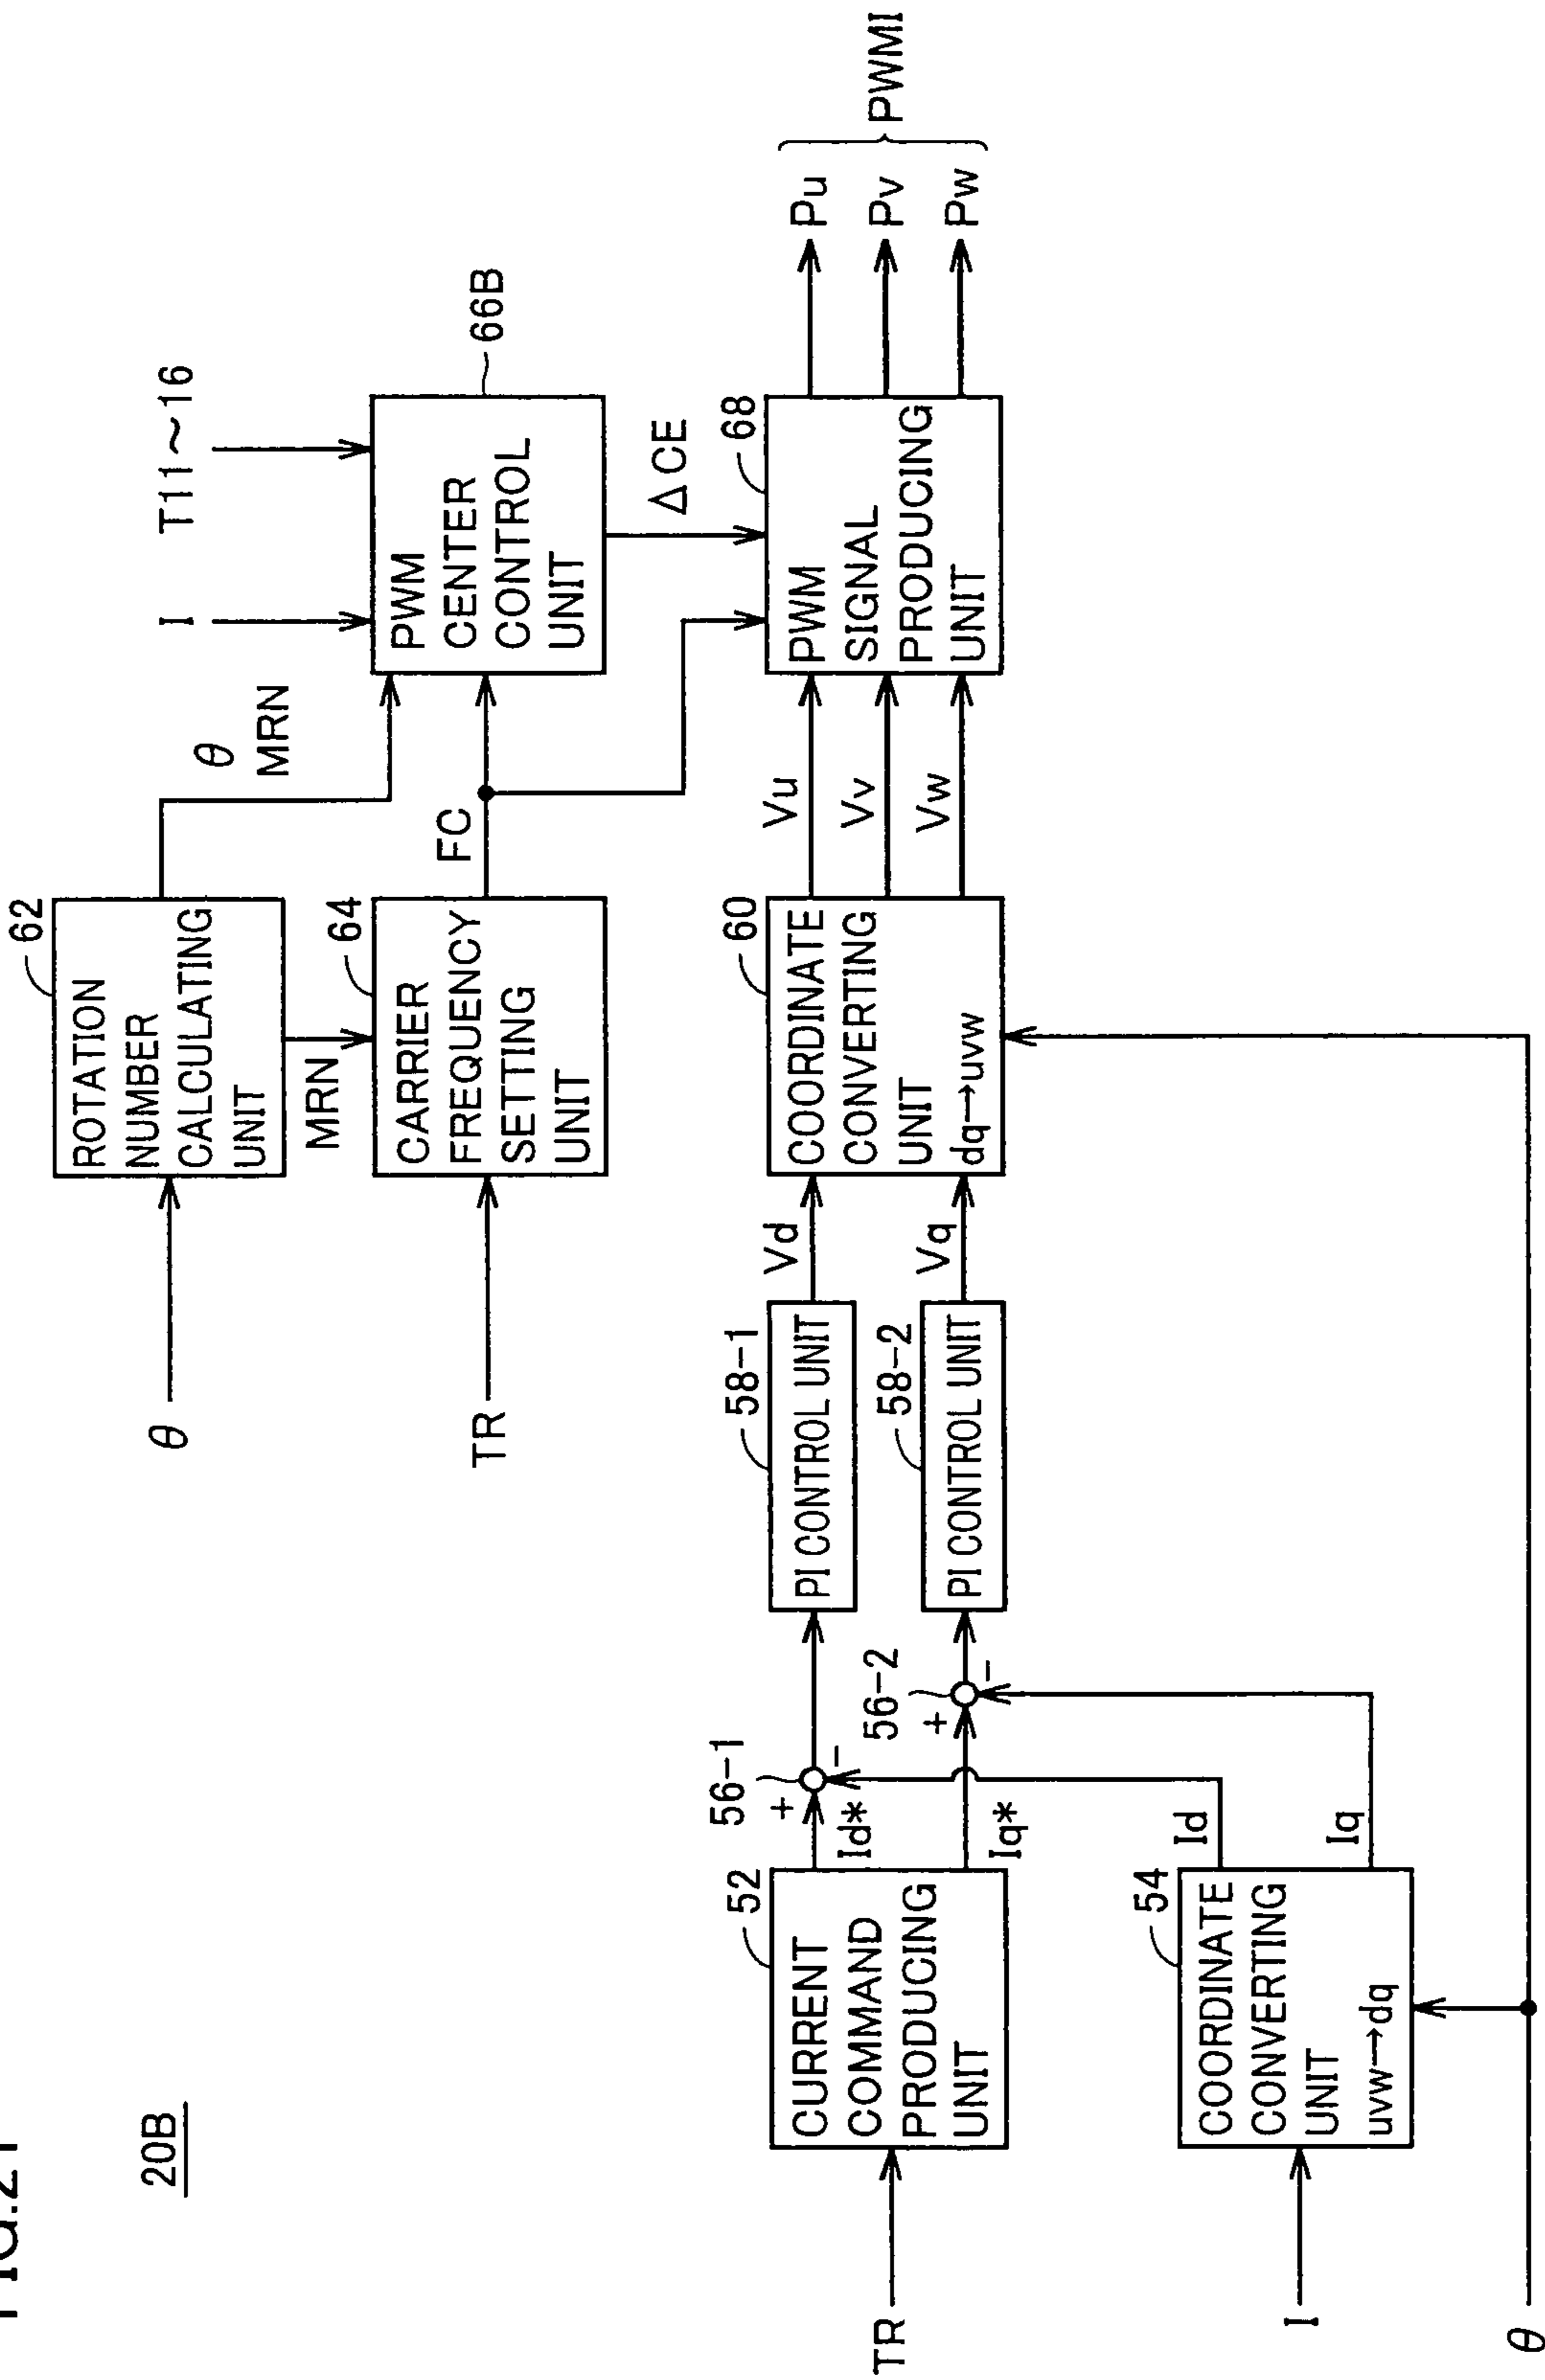 FIG.21
20B
62
ROTATION
NUMBER
CALCULATING
UNIT
θ
MRN
64
CARRIER
FREQUENCY
SETTING
UNIT
TR
FC
θ
MRN
I
T11~16
PWM
CENTER
CONTROL
UNIT
66B
ΔCE
TR
52
CURRENT
COMMAND
PRODUCING
UNIT
Id*
Iq*
56-1
+
-
56-2
+
-
58-1
PI CONTROL UNIT
58-2
PI CONTROL UNIT
Vd
Vq
60
COORDINATE
CONVERTING
UNIT
dq→uvw
Vu
Vv
Vw
68
PWM
SIGNAL
PRODUCING
UNIT
Pu
Pv
Pw
PWMI
I
54
COORDINATE
CONVERTING
UNIT
uvw→dq
Id
Iq
θ